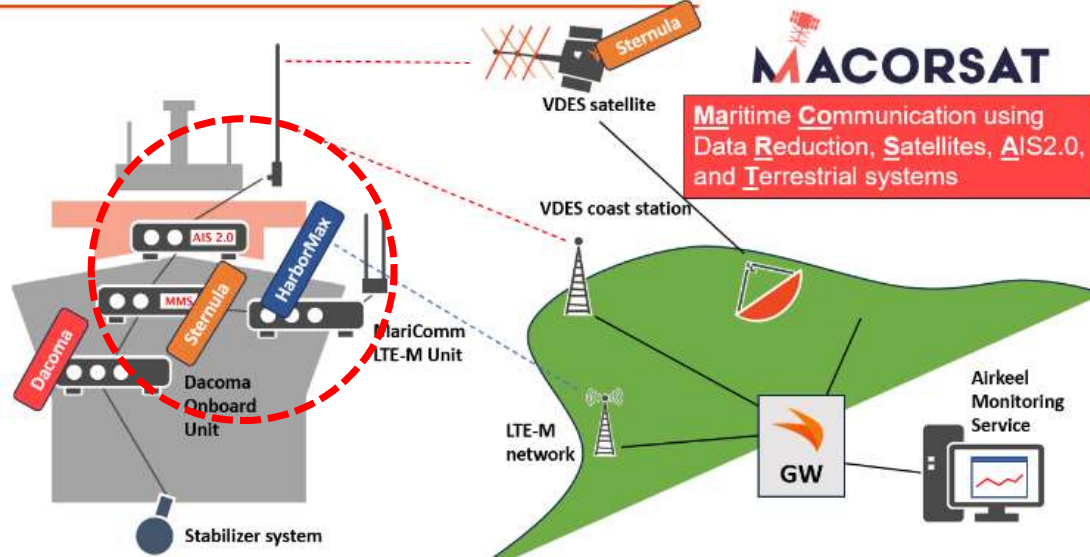 Sternula
MACORSAT
VDES satellite
Maritime Communication using
Data Reduction, Satellites, AIS2.0,
and Terrestrial systems
VDES coast station
AIS 2.0
HarborMax
MMS
Sternula
MariComm
LTE-M Unit
Dacoma
Dacoma
Onboard
Unit
LTE-M
network
GW
Airkeel
Monitoring
Service
Stabilizer system